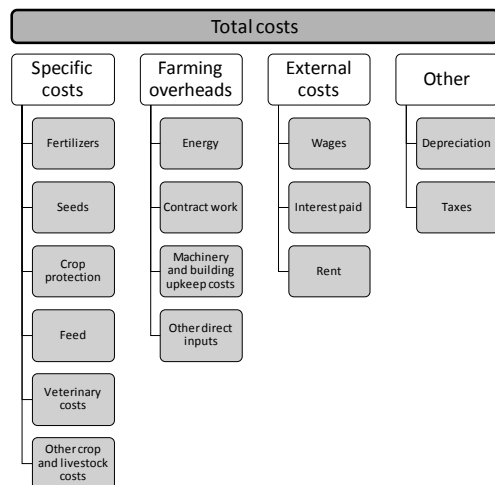 Total costs
Specific
costs
Fertilizers
Seeds
Crop
protection
Feed
Veterinary
costs
Other crop
and livestock
costs
Farming
overheads
Energy
Contract work
Machinery
and building
upkeep costs
Other direct
inputs
External
costs
Wages
Interest paid
Rent
Other
Depreciation
Taxes